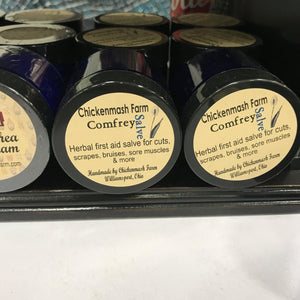 Chickenmash Farm
Comfrey
Salve
Herbal first aid salve for cuts,
scrapes, bruises, sore muscles
& more
Handmade by Chickenmash Farm
Williamsport, Ohio
Chickenmash Farm
Comfrey
Salve
Herbal first aid salve for cuts,
scrapes, bruises, sore muscles
& more
Handmade by Chickenmash Farm
Williamsport, Ohio